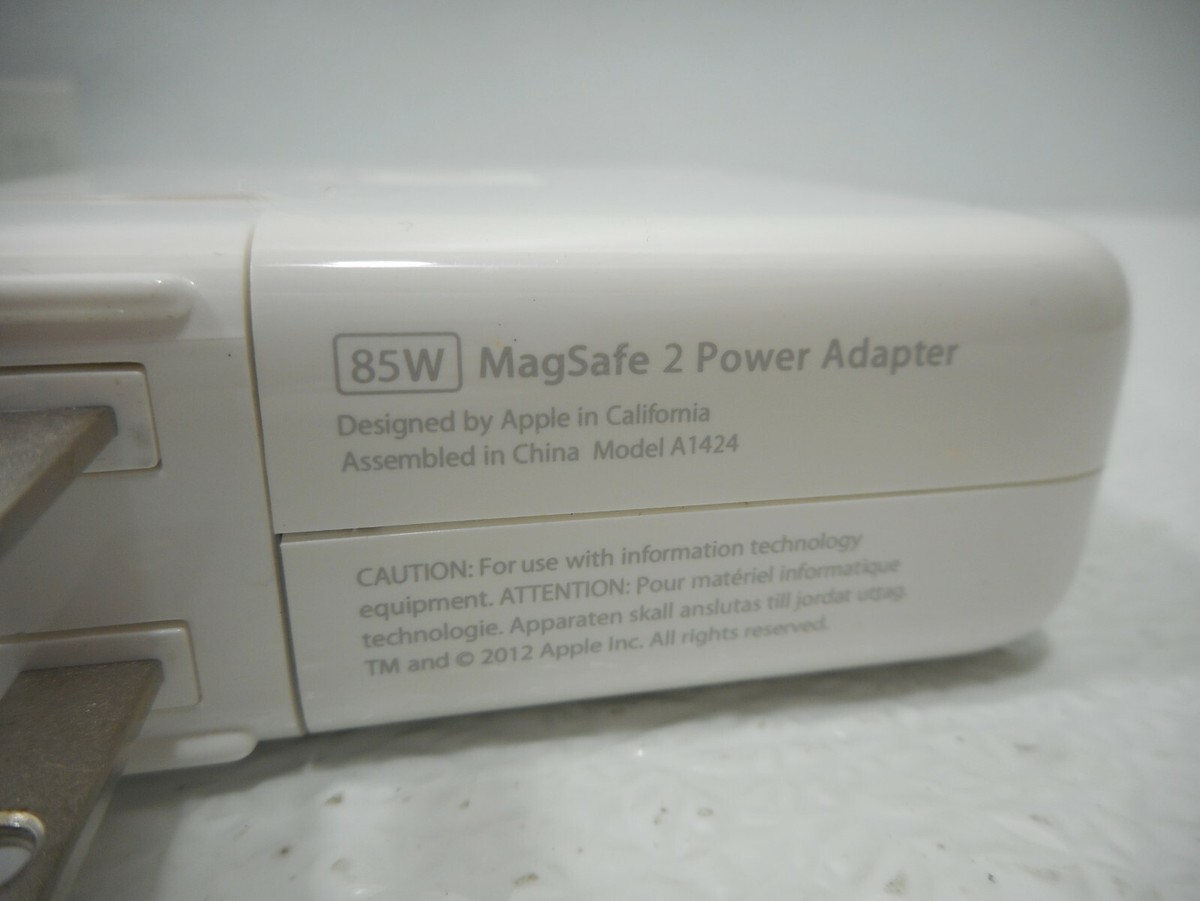 85W MagSafe 2 Power Adapter
Designed by Apple in California
Assembled in China Model A1424
CAUTION: For use with information technology
equipment. ATTENTION: Pour matériel informatique
technologie. Apparaten skall anslutas till jordat uttag.
TM and © 2012 Apple Inc. All rights reserved.